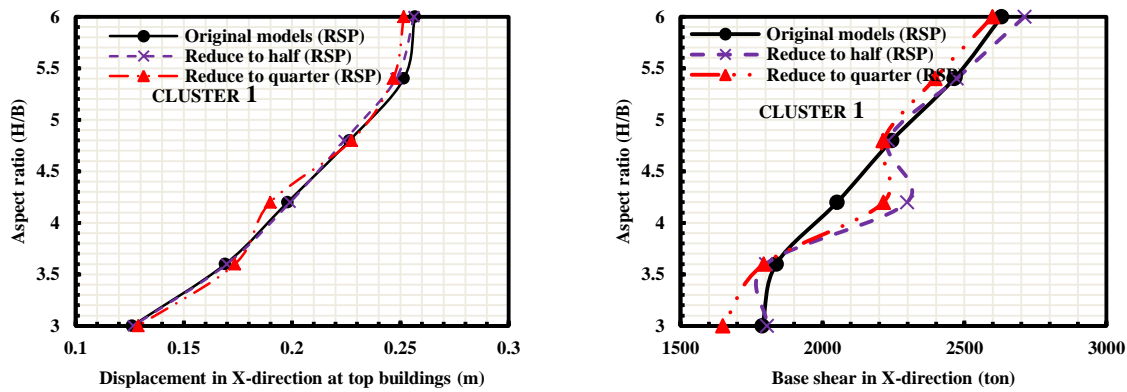 6
5.5
5
4.5
4
3.5
3
Aspect ratio (H/B)
Original models (RSP)
Reduce to half (RSP)
Reduce to quarter (RSP)
CLUSTER 1
0.1
0.15
0.2
0.25
0.3
Displacement in X-direction at top buildings (m)
6
5.5
5
4.5
4
3.5
3
Aspect ratio (H/B)
Original models (RSP)
Reduce to half (RSP)
Reduce to quarter (RSP)
CLUSTER 1
1500
2000
2500
3000
Base shear in X-direction (ton)